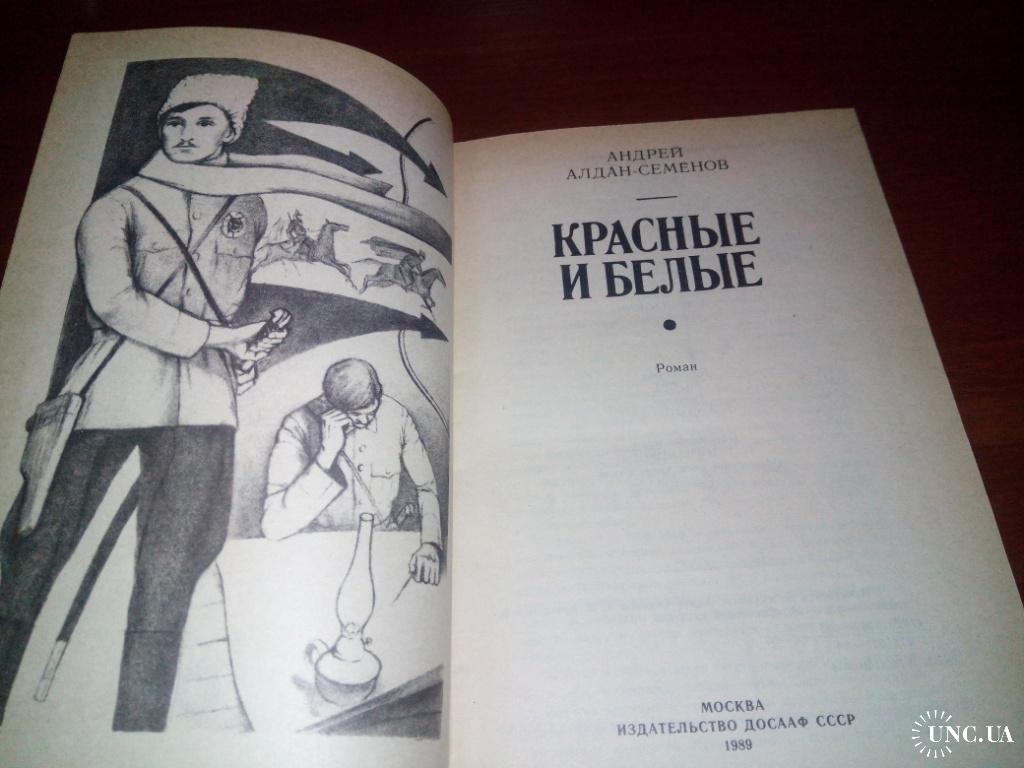 АНДРЕЙ
АЛДАН-СЕМЕНОВ
КРАСНЫЕ
И БЕЛЫЕ
Роман
МОСКВА
ИЗДАТЕЛЬСТВО ДОСААФ СССР
1989
UNC.UA